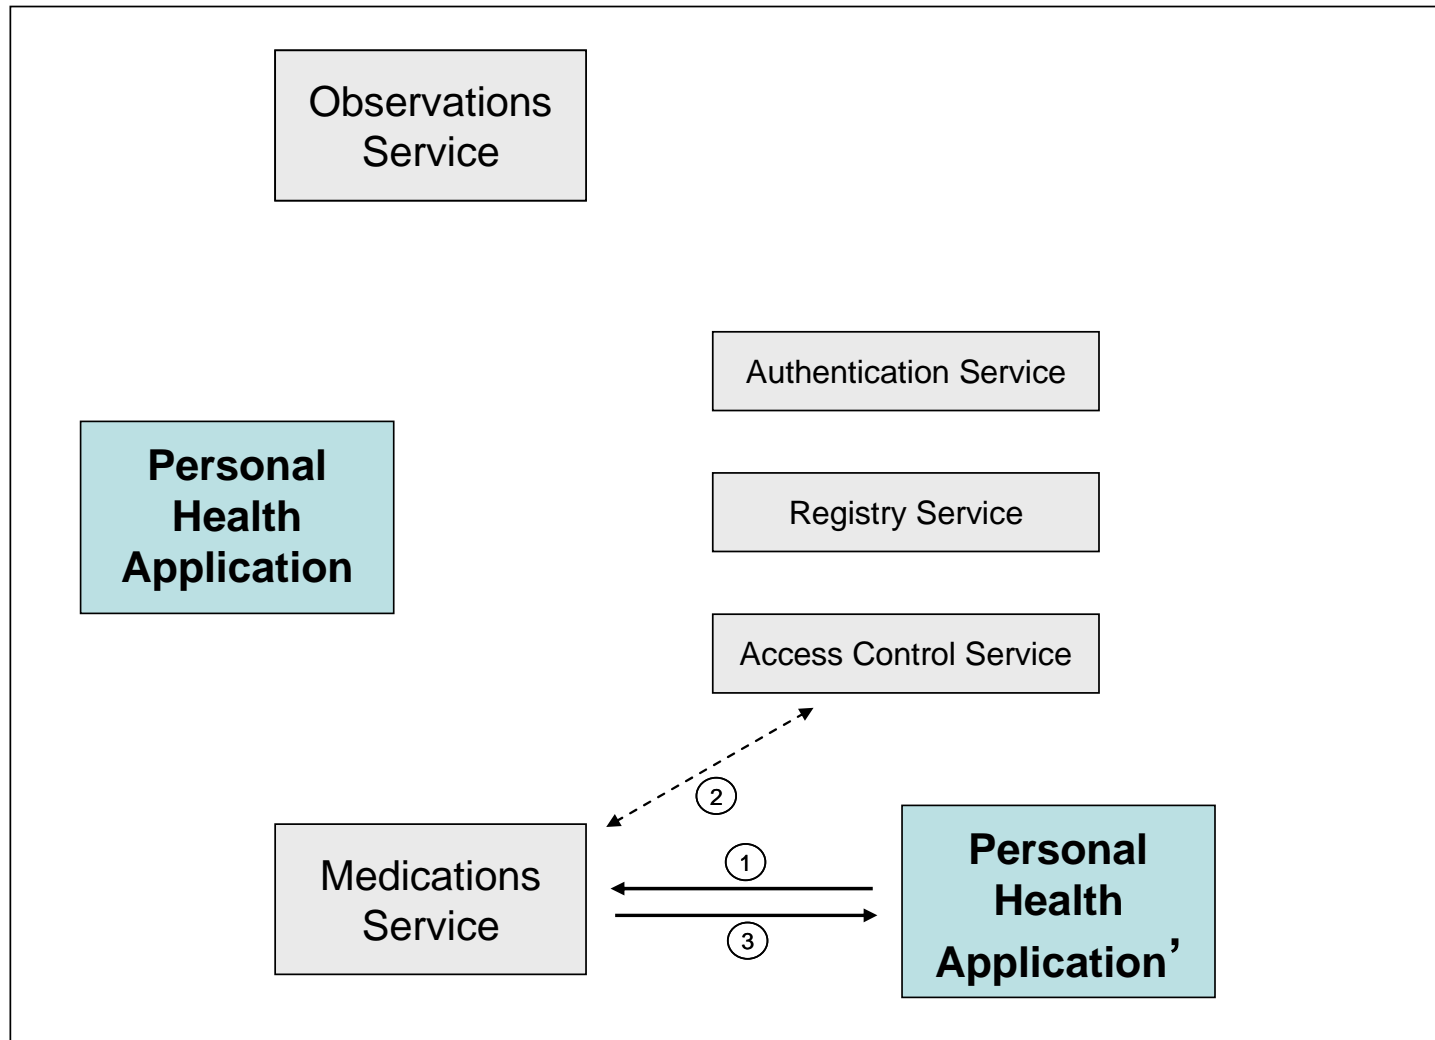 Observations
Service
Authentication Service
Personal
Health
Application
Registry Service
Access Control Service
2
Medications
Service
1
3
Personal
Health
Application’